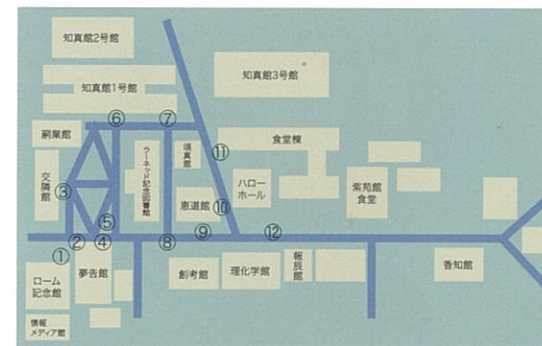 知真館2号館
知真館1号館
知真館3号館
⑥
⑦
嗣業館
ラーネッド記念図書館
頌真館
⑪
食堂棟
交隣館
③
ハロー
ホール
紫苑館
食堂
恵道館
⑩
⑤
②
④
⑧
⑨
⑫
①
夢告館
ローム
記念館
創考館
理化学館
報辰館
香知館
情報
メディア館